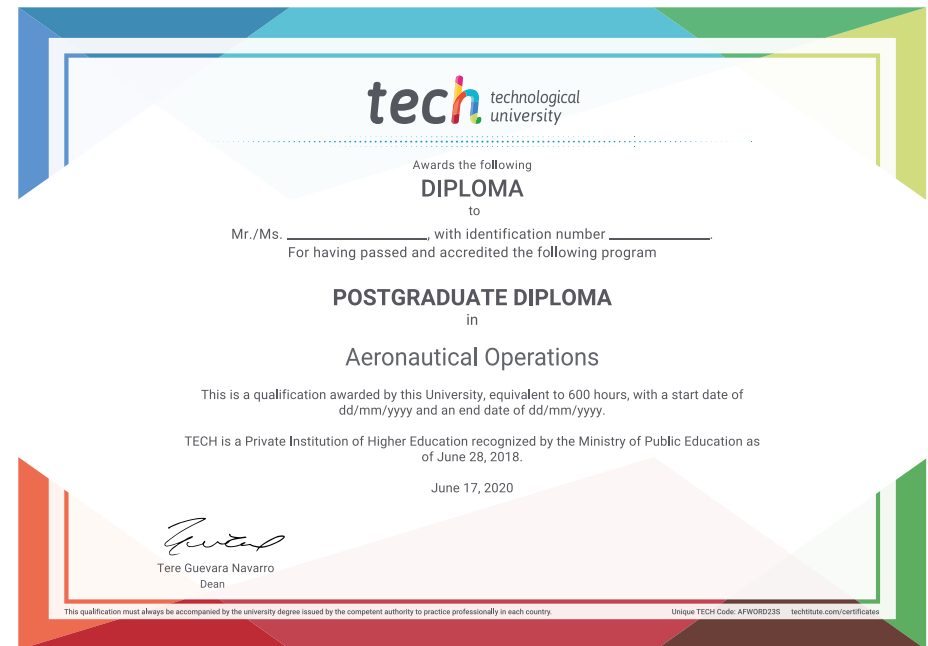 tech technological
university
Awards the following
DIPLOMA
to
Mr./Ms. ____________________, with identification number ______________.
For having passed and accredited the following program
POSTGRADUATE DIPLOMA
in
Aeronautical Operations
This is a qualification awarded by this University, equivalent to 600 hours, with a start date of
dd/mm/yyyy and an end date of dd/mm/yyyy.
TECH is a Private Institution of Higher Education recognized by the Ministry of Public Education as
of June 28, 2018.
June 17, 2020
Tere Guevara Navarro
Dean
This qualification must always be accompanied by the university degree issued by the competent authority to practice professionally in each country. Unique TECH Code: AFWORD23S techtitute.com/certificates